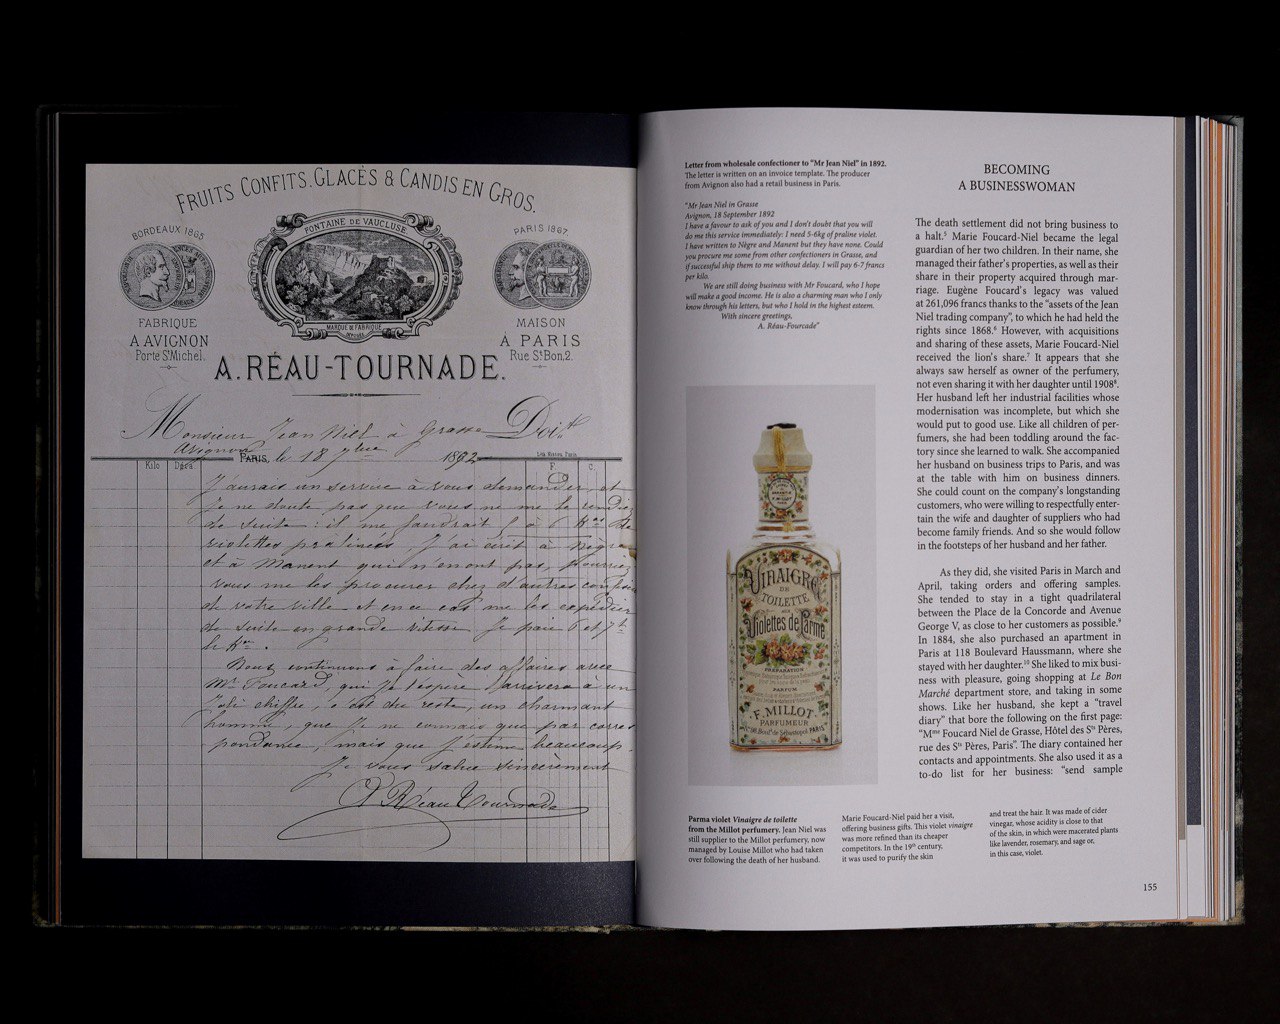 FRUITS CONFITS. GLACÉS & CANDIS EN GROS.
BORDEAUX 1865
FONTAINE DE VAUCLUSE
PARIS 1867
MARQUE DE FABRIQUE
FABRIQUE
A AVIGNON
Porte St Michel.
MAISON
À PARIS
Rue St Bon, 2.
A. RÉAU-TOURNADE.
Monsieur Jean Niel à Grasse Doit
Avignon
PARIS, le 18 7bre 1892
Kilo Déca F. C.
J'aurais un service à vous demander, et
je ne doute pas que vous ne me le rendiez
de suite : il me faudrait 5 à 6 Kos de
violettes pralinées, j'ai écrit à Nègre
et à Manent qui n'en ont pas, pourriez
vous me les procurer chez d'autres confis
de votre ville et en ce cas me les expédier
de suite en grande vitesse. Je paie 6 et 7f
le Ko.
Nous continuons à faire des affaires avec
Mr Foucard, qui je l'espère arrivera à un
joli chiffre, c'est du reste, un charmant
homme, que je ne connais que par corres
pondance, mais que j'estime beaucoup.
Je vous salue sincèrement
A Réau Tournade
Letter from wholesale confectioner to “Mr Jean Niel” in 1892.
The letter is written on an invoice template. The producer
from Avignon also had a retail business in Paris.
“Mr Jean Niel in Grasse
Avignon, 18 September 1892
I have a favour to ask of you and I don't doubt that you will
do me this service immediately: I need 5-6kg of praline violet.
I have written to Nègre and Manent but they have none. Could
you procure me some from other confectioners in Grasse, and
if successful ship them to me without delay. I will pay 6-7 francs
per kilo.
We are still doing business with Mr Foucard, who I hope
will make a good income. He is also a charming man who I only
know through his letters, but who I hold in the highest esteem.
With sincere greetings,
A. Réau-Fourcade”
GARANTIE
F. MILLOT
VINAIGRE
DE
TOILETTE
AUX
Violettes de Parme
PRÉPARATION
PARFUM
F. MILLOT
PARFUMEUR
98, Boult de Sébastopol PARIS
Parma violet Vinaigre de toilette
from the Millot perfumery. Jean Niel was
still supplier to the Millot perfumery, now
managed by Louise Millot who had taken
over following the death of her husband.
Marie Foucard-Niel paid her a visit,
offering business gifts. This violet vinaigre
was more refined than its cheaper
competitors. In the 19th century,
it was used to purify the skin
and treat the hair. It was made of cider
vinegar, whose acidity is close to that
of the skin, in which were macerated plants
like lavender, rosemary, and sage or,
in this case, violet.
BECOMING
A BUSINESSWOMAN
The death settlement did not bring business to
a halt.5 Marie Foucard-Niel became the legal
guardian of her two children. In their name, she
managed their father's properties, as well as their
share in their property acquired through mar-
riage. Eugène Foucard's legacy was valued
at 261,096 francs thanks to the “assets of the Jean
Niel trading company”, to which he had held the
rights since 1868.6 However, with acquisitions
and sharing of these assets, Marie Foucard-Niel
received the lion's share.7 It appears that she
always saw herself as owner of the perfumery,
not even sharing it with her daughter until 19088.
Her husband left her industrial facilities whose
modernisation was incomplete, but which she
would put to good use. Like all children of per-
fumers, she had been toddling around the fac-
tory since she learned to walk. She accompanied
her husband on business trips to Paris, and was
at the table with him on business dinners.
She could count on the company's longstanding
customers, who were willing to respectfully enter-
tain the wife and daughter of suppliers who had
become family friends. And so she would follow
in the footsteps of her husband and her father.
As they did, she visited Paris in March and
April, taking orders and offering samples.
She tended to stay in a tight quadrilateral
between the Place de la Concorde and Avenue
George V, as close to her customers as possible.9
In 1884, she also purchased an apartment in
Paris at 118 Boulevard Haussmann, where she
stayed with her daughter.10 She liked to mix busi-
ness with pleasure, going shopping at Le Bon
Marché department store, and taking in some
shows. Like her husband, she kept a “travel
diary” that bore the following on the first page:
“Mme Foucard Niel de Grasse, Hôtel des Sts Pères,
rue des Sts Pères, Paris”. The diary contained her
contacts and appointments. She also used it as a
to-do list for her business: “send sample
155